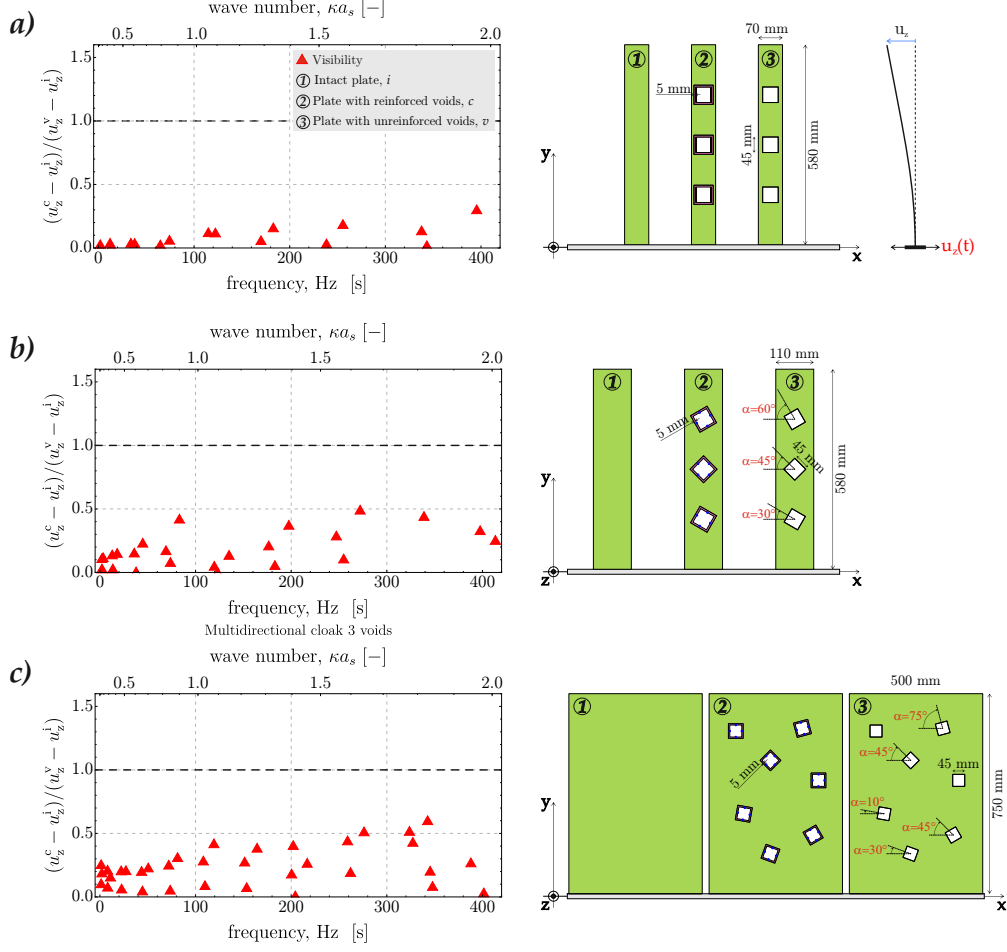 a)
wave number, κa_s [−]
0.5 1.0 1.5 2.0
(u_z^c − u_z^i)/(u_z^v − u_z^i)
1.5
1.0
0.5
0.0
Visibility
① Intact plate, i
② Plate with reinforced voids, c
③ Plate with unreinforced voids, v
0 100 200 300 400
frequency, Hz [s]
① ② ③
70 mm
5 mm
45 mm
580 mm
y
x
u_z
u_z(t)
b)
wave number, κa_s [−]
0.5 1.0 1.5 2.0
(u_z^c − u_z^i)/(u_z^v − u_z^i)
1.5
1.0
0.5
0.0
0 100 200 300 400
frequency, Hz [s]
① ② ③
110 mm
5 mm
α=60°
α=45°
45 mm
α=30°
580 mm
y
z
x
Multidirectional cloak 3 voids
c)
wave number, κa_s [−]
0.5 1.0 1.5 2.0
(u_z^c − u_z^i)/(u_z^v − u_z^i)
1.5
1.0
0.5
0.0
0 100 200 300 400
frequency, Hz [s]
500 mm
① ② ③
α=75°
α=45°
5 mm
45 mm
α=10°
α=45°
α=30°
750 mm
y
z
x